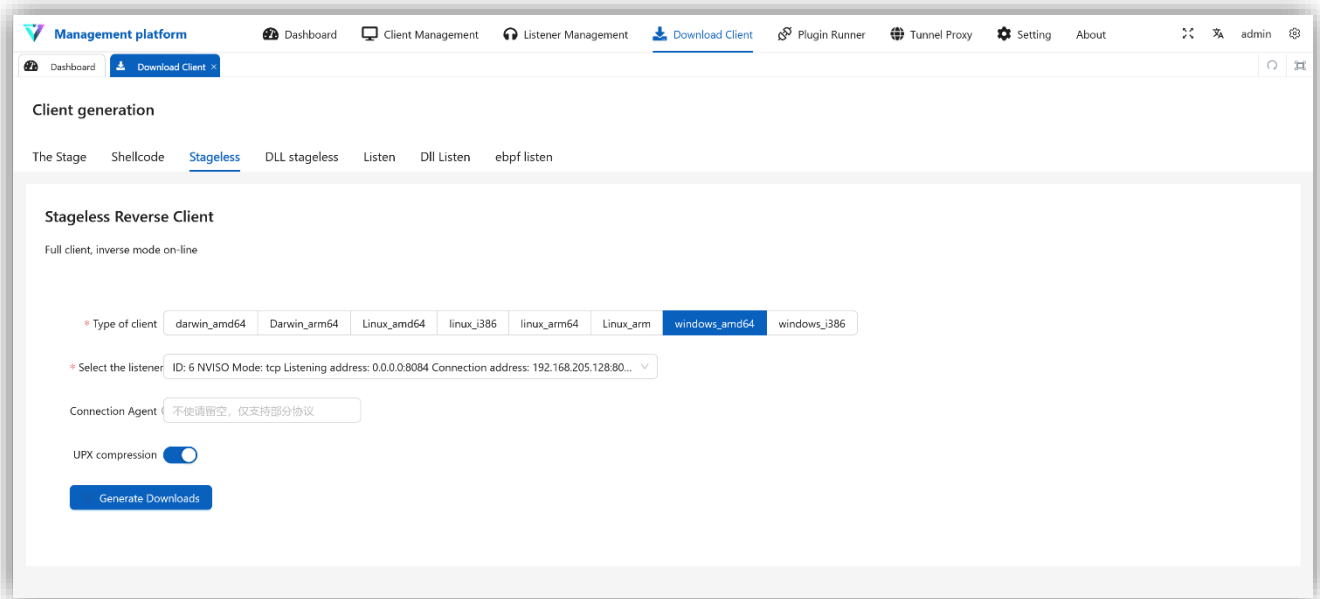 Management platform Dashboard Client Management Listener Management Download Client Plugin Runner Tunnel Proxy Setting About admin
Dashboard Download Client ×
Client generation
The Stage Shellcode Stageless DLL stageless Listen Dll Listen ebpf listen
Stageless Reverse Client
Full client, inverse mode on-line
* Type of client darwin_amd64 Darwin_arm64 Linux_amd64 linux_i386 linux_arm64 Linux_arm windows_amd64 windows_i386
* Select the listener ID: 6 NVISO Mode: tcp Listening address: 0.0.0.0:8084 Connection address: 192.168.205.128:80...
Connection Agent 不使请留空，仅支持部分协议
UPX compression
Generate Downloads